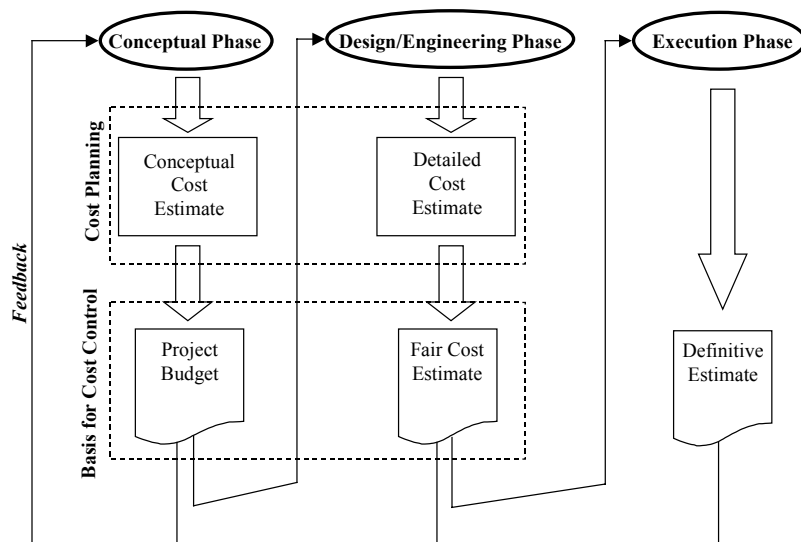 Conceptual Phase
Design/Engineering Phase
Execution Phase
Cost Planning
Conceptual
Cost
Estimate
Detailed
Cost
Estimate
Feedback
Basis for Cost Control
Project
Budget
Fair Cost
Estimate
Definitive
Estimate